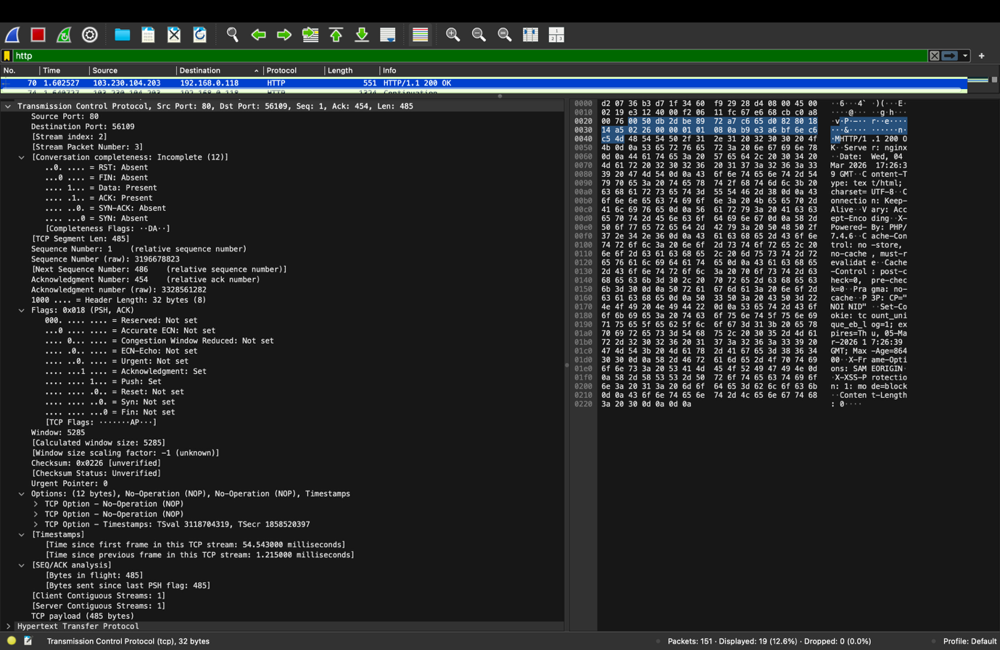 http
No. Time Source Destination Protocol Length Info
70 1.602527 103.230.104.203 192.168.0.118 HTTP 551 HTTP/1.1 200 OK
Transmission Control Protocol, Src Port: 80, Dst Port: 56109, Seq: 1, Ack: 454, Len: 485
Source Port: 80
Destination Port: 56109
[Stream index: 2]
[Stream Packet Number: 3]
[Conversation completeness: Incomplete (12)]
..0. .... = RST: Absent
...0 .... = FIN: Absent
.... 1... = Data: Present
.... .1.. = ACK: Present
.... ..0. = SYN-ACK: Absent
.... ...0 = SYN: Absent
[Completeness Flags: ··DA··]
[TCP Segment Len: 485]
Sequence Number: 1    (relative sequence number)
Sequence Number (raw): 3196678823
[Next Sequence Number: 486    (relative sequence number)]
Acknowledgment Number: 454    (relative ack number)
Acknowledgment number (raw): 3328561282
1000 .... = Header Length: 32 bytes (8)
Flags: 0x018 (PSH, ACK)
000. .... .... = Reserved: Not set
...0 .... .... = Accurate ECN: Not set
.... 0... .... = Congestion Window Reduced: Not set
.... .0.. .... = ECN-Echo: Not set
.... ..0. .... = Urgent: Not set
.... ...1 .... = Acknowledgment: Set
.... .... 1... = Push: Set
.... .... .0.. = Reset: Not set
.... .... ..0. = Syn: Not set
.... .... ...0 = Fin: Not set
[TCP Flags: ·······AP···]
Window: 5285
[Calculated window size: 5285]
[Window size scaling factor: -1 (unknown)]
Checksum: 0x0226 [unverified]
[Checksum Status: Unverified]
Urgent Pointer: 0
Options: (12 bytes), No-Operation (NOP), No-Operation (NOP), Timestamps
TCP Option - No-Operation (NOP)
TCP Option - No-Operation (NOP)
TCP Option - Timestamps: TSval 3118704319, TSecr 1858520397
[Timestamps]
[Time since first frame in this TCP stream: 54.543000 milliseconds]
[Time since previous frame in this TCP stream: 1.215000 milliseconds]
[SEQ/ACK analysis]
[Bytes in flight: 485]
[Bytes sent since last PSH flag: 485]
[Client Contiguous Streams: 1]
[Server Contiguous Streams: 1]
TCP payload (485 bytes)
Hypertext Transfer Protocol
0000 d2 07 36 b3 d7 1f 34 60 f9 29 28 d4 08 00 45 00 ··6···4` ·)(···E·
0010 02 19 e3 12 40 00 f2 06 11 fc 67 e6 68 cb c0 a8 ····@··· ··g·h···
0020 00 76 00 50 db 2d be 89 72 a7 c6 65 d0 82 80 18 ·v·P·-·· r··e····
0030 14 a5 02 26 00 00 01 01 08 0a b9 e3 a6 bf 6e c6 ···&···· ······n·
0040 c5 4d 48 54 54 50 2f 31 2e 31 20 32 30 30 20 4f ·MHTTP/1 .1 200 O
0050 4b 0d 0a 53 65 72 76 65 72 3a 20 6e 67 69 6e 78 K··Serve r: nginx
0060 0d 0a 44 61 74 65 3a 20 57 65 64 2c 20 30 34 20 ··Date:  Wed, 04
0070 4d 61 72 20 32 30 32 36 20 31 37 3a 32 36 3a 33 Mar 2026  17:26:3
0080 39 20 47 4d 54 0d 0a 43 6f 6e 74 65 6e 74 2d 54 9 GMT··C ontent-T
0090 79 70 65 3a 20 74 65 78 74 2f 68 74 6d 6c 3b 20 ype: tex t/html;
00a0 63 68 61 72 73 65 74 3d 55 54 46 2d 38 0d 0a 43 charset= UTF-8··C
00b0 6f 6e 6e 65 63 74 69 6f 6e 3a 20 4b 65 65 70 2d onnectio n: Keep-
00c0 41 6c 69 76 65 0d 0a 56 61 72 79 3a 20 41 63 63 Alive··V ary: Acc
00d0 65 70 74 2d 45 6e 63 6f 64 69 6e 67 0d 0a 58 2d ept-Enco ding··X-
00e0 50 6f 77 65 72 65 64 2d 42 79 3a 20 50 48 50 2f Powered- By: PHP/
00f0 37 2e 34 2e 36 0d 0a 43 61 63 68 65 2d 43 6f 6e 7.4.6··C ache-Con
0100 74 72 6f 6c 3a 20 6e 6f 2d 73 74 6f 72 65 2c 20 trol: no -store,
0110 6e 6f 2d 63 61 63 68 65 2c 20 6d 75 73 74 2d 72 no-cache , must-r
0120 65 76 61 6c 69 64 61 74 65 0d 0a 43 61 63 68 65 evalidat e··Cache
0130 2d 43 6f 6e 74 72 6f 6c 3a 20 70 6f 73 74 2d 63 -Control : post-c
0140 68 65 63 6b 3d 30 2c 20 70 72 65 2d 63 68 65 63 heck=0,  pre-chec
0150 6b 3d 30 0d 0a 50 72 61 67 6d 61 3a 20 6e 6f 2d k=0··Pra gma: no-
0160 63 61 63 68 65 0d 0a 50 33 50 3a 20 43 50 3d 22 cache··P 3P: CP="
0170 4e 4f 49 20 4e 49 44 22 0d 0a 53 65 74 2d 43 6f NOI NID" ··Set-Co
0180 6f 6b 69 65 3a 20 74 63 6f 75 6e 74 5f 75 6e 69 okie: tc ount_uni
0190 71 75 65 5f 65 62 5f 6c 6f 67 3d 31 3b 20 65 78 que_eb_l og=1; ex
01a0 70 69 72 65 73 3d 54 68 75 2c 20 30 35 2d 4d 61 pires=Th u, 05-Ma
01b0 72 2d 32 30 32 36 20 31 37 3a 32 36 3a 33 39 20 r-2026 1 7:26:39
01c0 47 4d 54 3b 20 4d 61 78 2d 41 67 65 3d 38 36 34 GMT; Max -Age=864
01d0 30 30 0d 0a 58 2d 46 72 61 6d 65 2d 4f 70 74 69 00··X-Fr ame-Opti
01e0 6f 6e 73 3a 20 53 41 4d 45 4f 52 49 47 49 4e 0d ons: SAM EORIGIN·
01f0 0a 58 2d 58 53 53 2d 50 72 6f 74 65 63 74 69 6f ·X-XSS-P rotectio
0200 6e 3a 20 31 3a 20 6d 6f 64 65 3d 62 6c 6f 63 6b n: 1: mo de=block
0210 0d 0a 43 6f 6e 74 65 6e 74 2d 4c 65 6e 67 74 68 ··Conten t-Length
0220 3a 20 30 0d 0a 0d 0a : 0····
Transmission Control Protocol (tcp), 32 bytes
Packets: 151 · Displayed: 19 (12.6%) · Dropped: 0 (0.0%)
Profile: Default